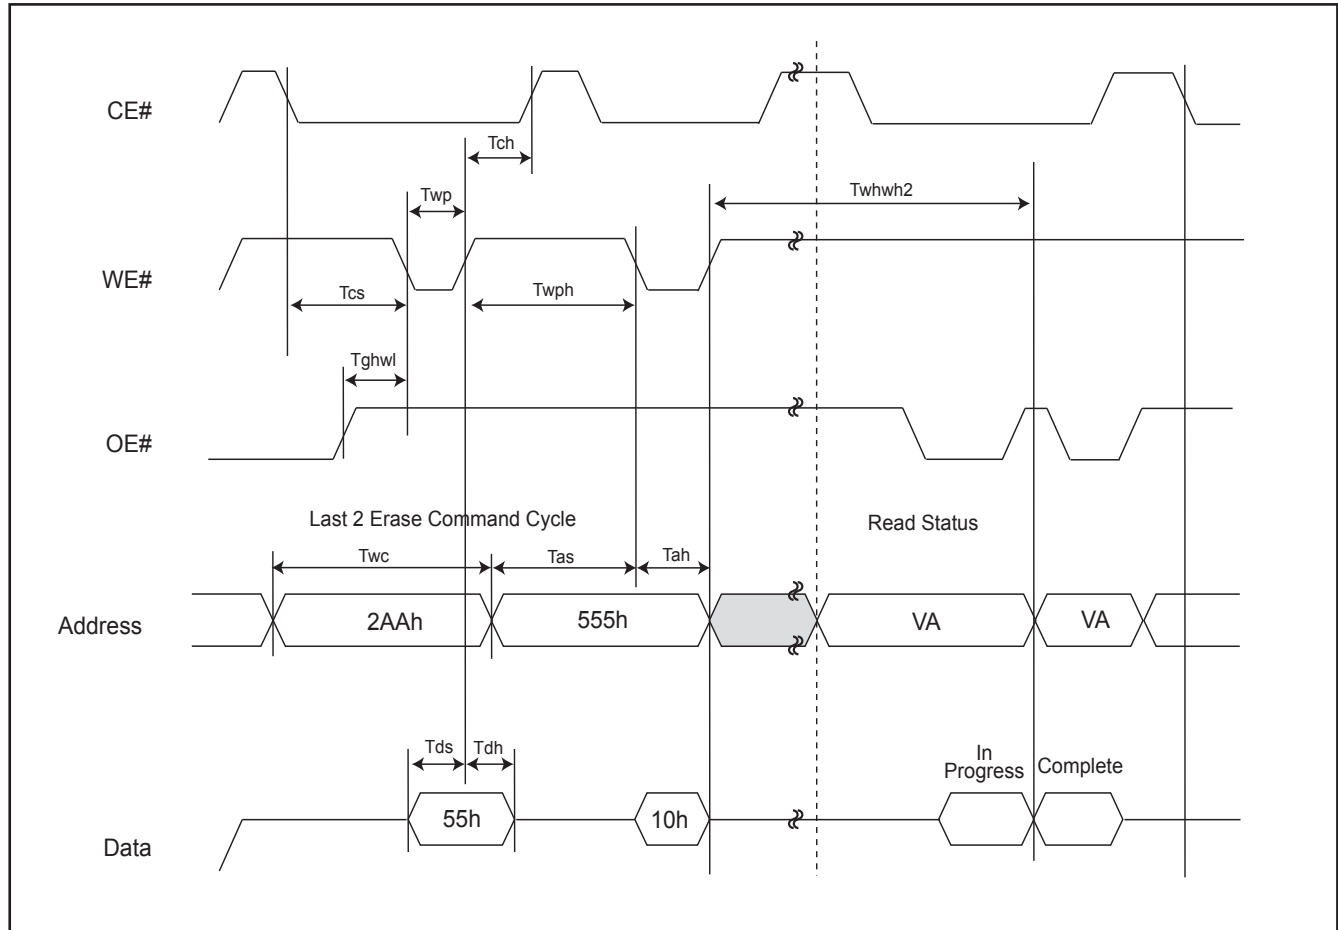 CE#
Tch
Twp
Twhwh2
WE#
Tcs
Twph
Tghwl
OE#
Last 2 Erase Command Cycle
Read Status
Twc
Tas
Tah
Address
2AAh
555h
VA
VA
Tds
Tdh
In
Progress
Complete
Data
55h
10h